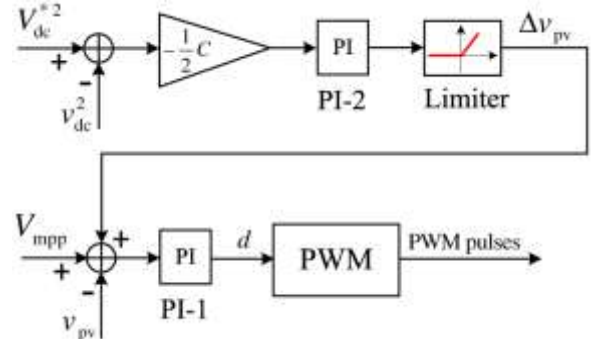 V*²dc
+
-
v²dc
-1/2 C
PI
PI-2
Limiter
Δvpv
Vmpp
+
+
-
vpv
PI
PI-1
d
PWM
PWM pulses